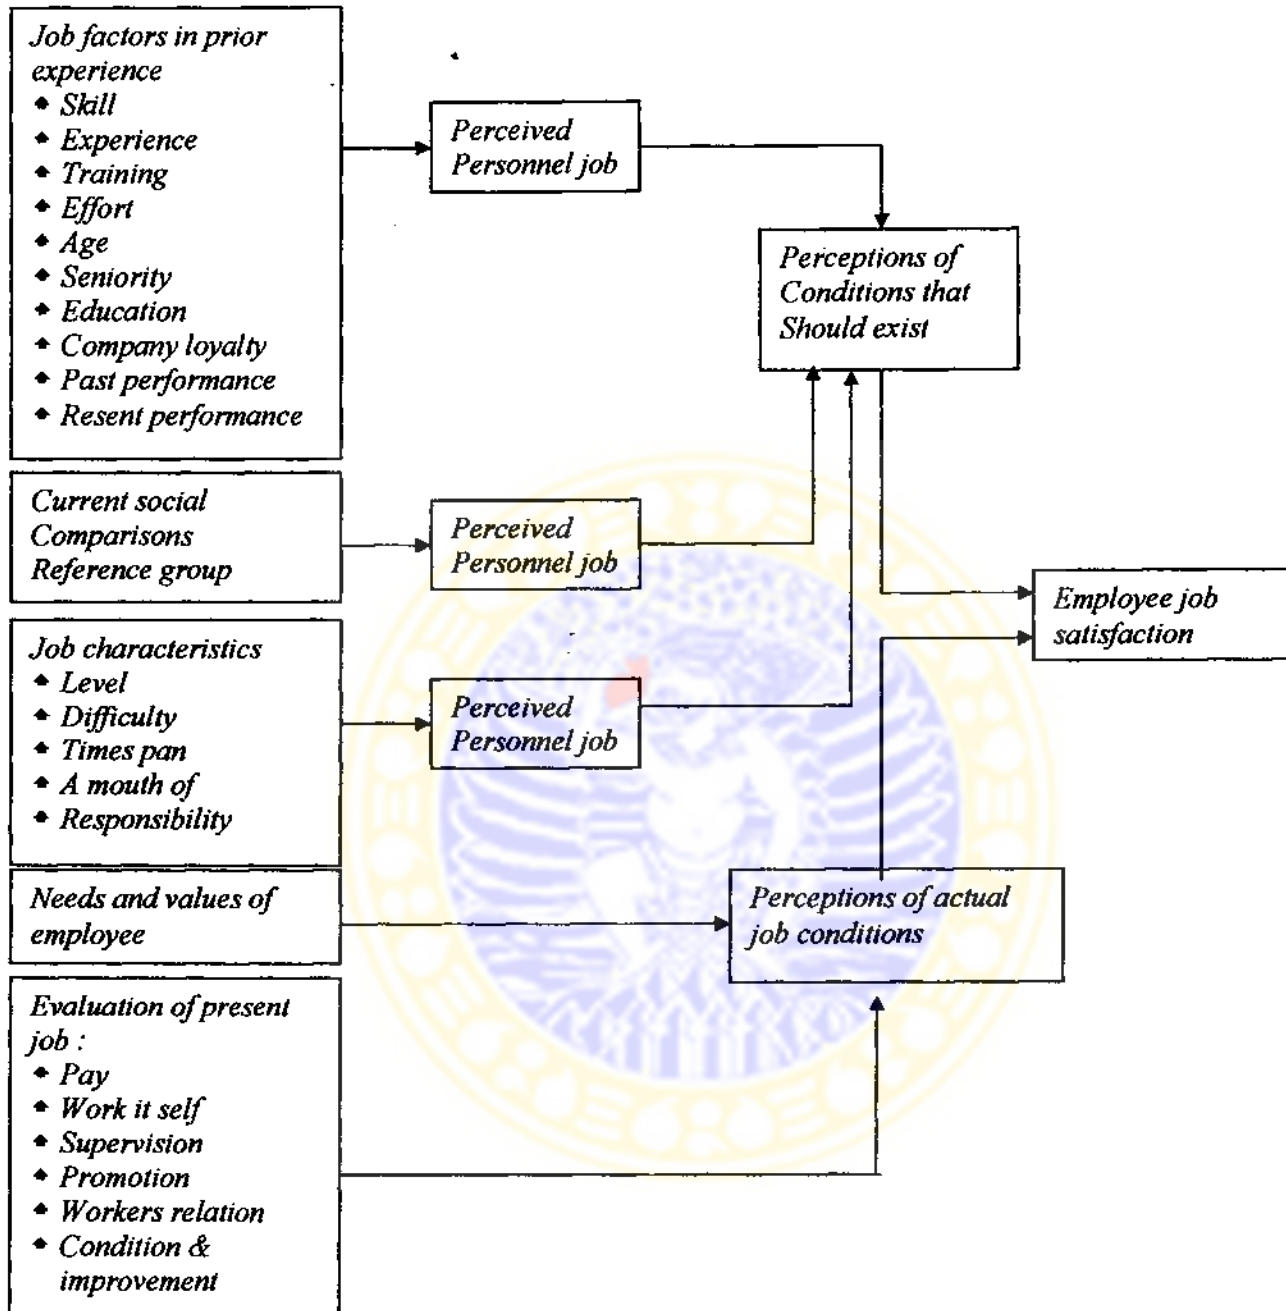 Job factors in prior
experience
Skill
Experience
Training
Effort
Age
Seniority
Education
Company loyalty
Past performance
Resent performance
Perceived
Personnel job
Perceptions of
Conditions that
Should exist
Current social
Comparisons
Reference group
Perceived
Personnel job
Employee job
satisfaction
Job characteristics
Level
Difficulty
Times pan
A mouth of
Responsibility
Perceived
Personnel job
Needs and values of
employee
Perceptions of actual
job conditions
Evaluation of present
job :
Pay
Work it self
Supervision
Promotion
Workers relation
Condition &
improvement